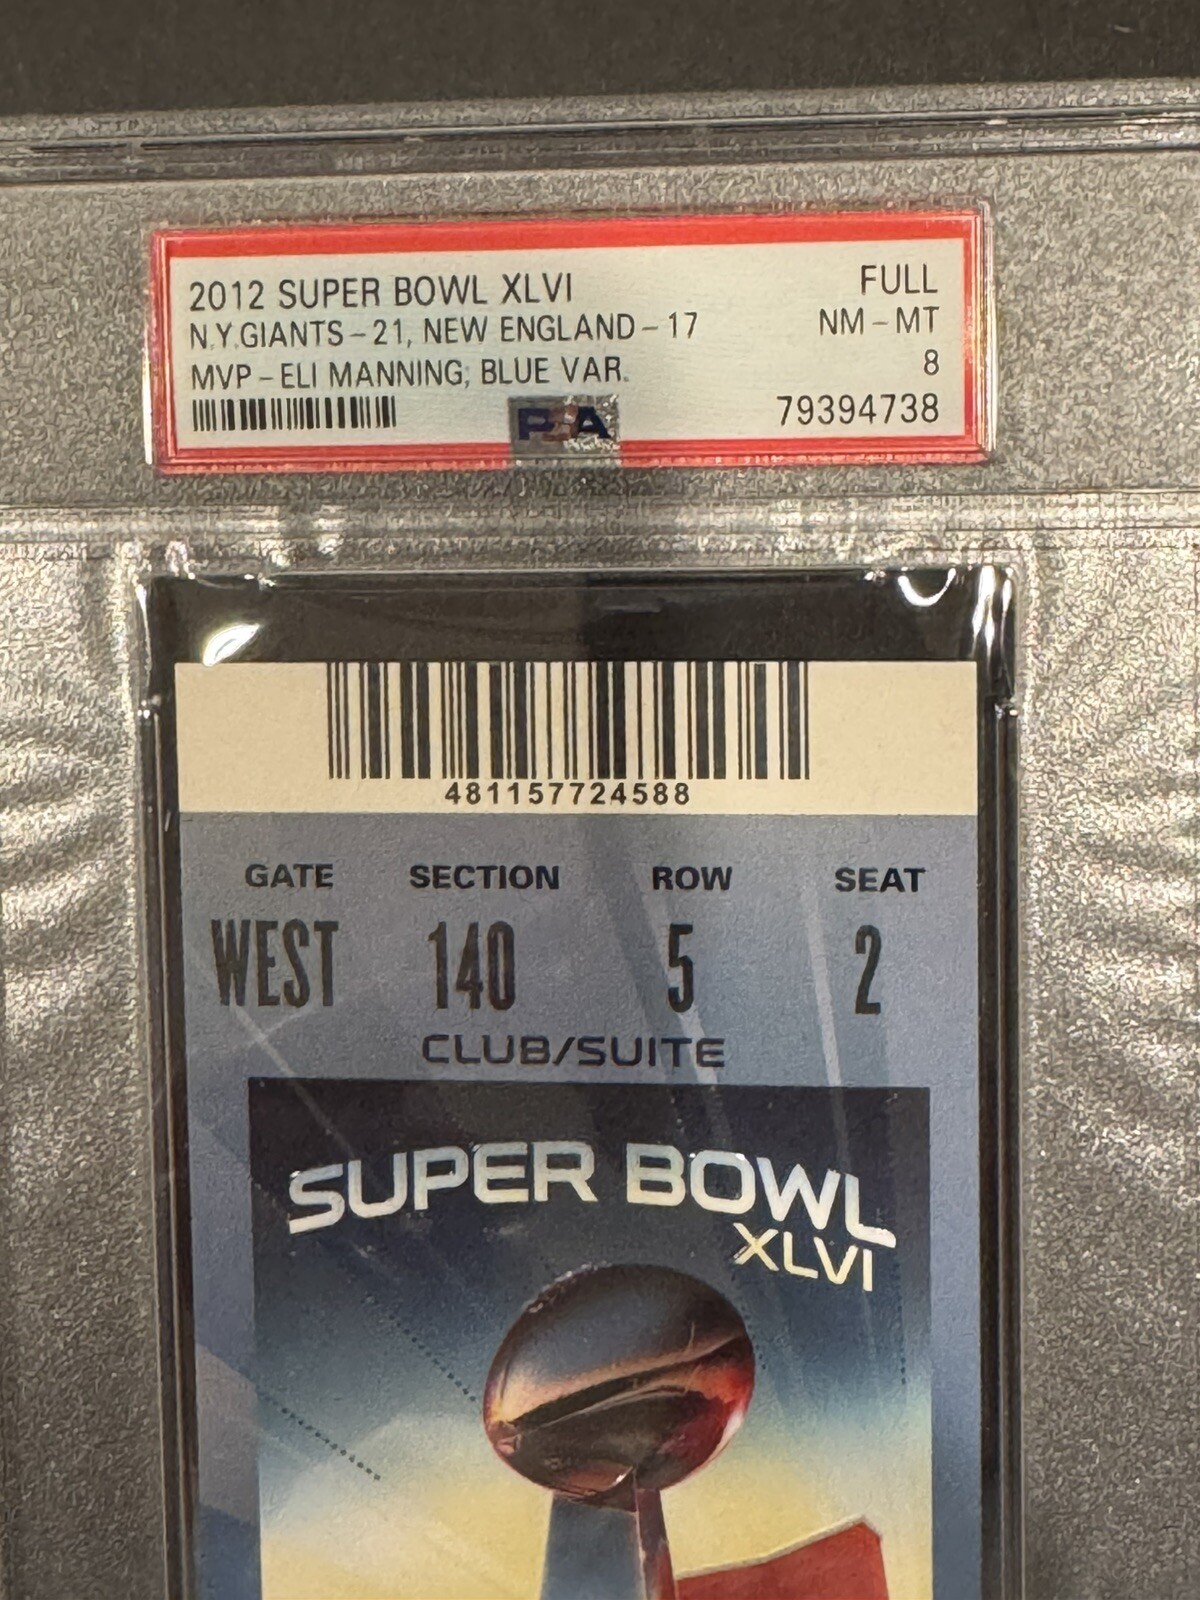 2012 SUPER BOWL XLVI FULL
N.Y.GIANTS-21, NEW ENGLAND-17 NM-MT
MVP-ELI MANNING; BLUE VAR. 8
PSA 79394738
481157724588
GATE SECTION ROW SEAT
WEST 140 5 2
CLUB/SUITE
SUPER BOWL
XLVI